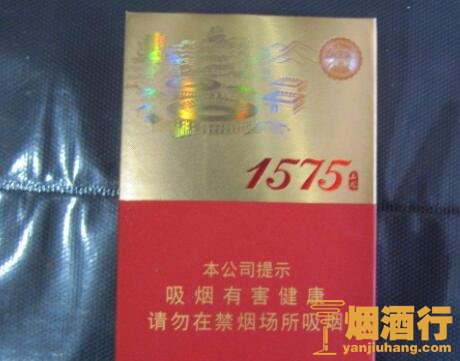 1575
本公司提示
吸烟有害健康
请勿在禁烟场所吸烟
烟酒行
yanjiuhang.com